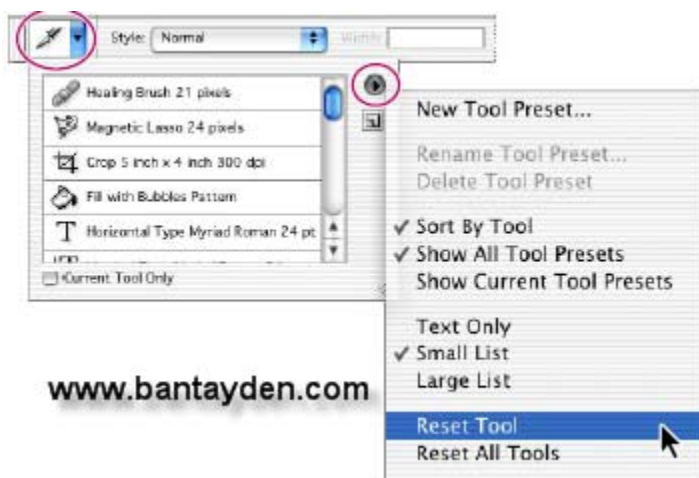 Style: Normal Width:
Healing Brush 21 pixels
Magnetic Lasso 24 pixels
Crop 5 inch x 4 inch 300 dpi
Fill with Bubbles Pattern
Horizontal Type Myriad Roman 24 pt
Current Tool Only
New Tool Preset...
Rename Tool Preset...
Delete Tool Preset
Sort By Tool
Show All Tool Presets
Show Current Tool Presets
Text Only
Small List
Large List
Reset Tool
Reset All Tools
www.bantayden.com